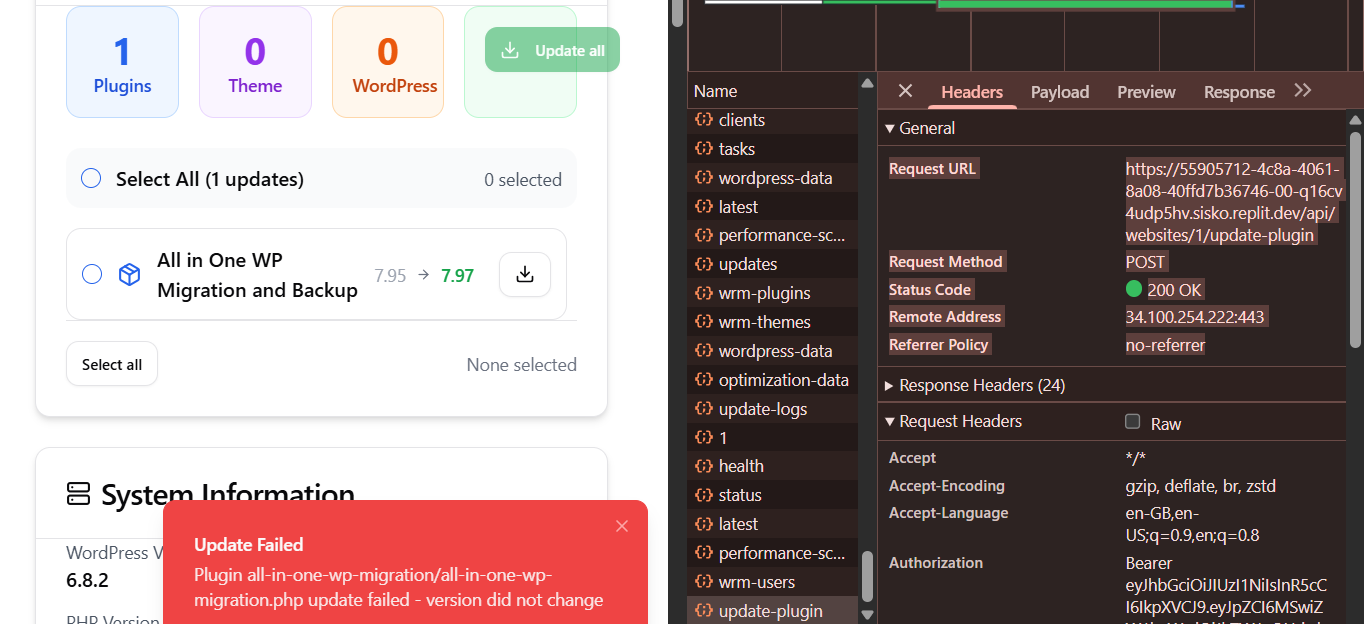 1
Plugins
0
Theme
0
WordPress
Update all
Select All (1 updates)
0 selected
All in One WP
Migration and Backup
7.95 → 7.97
Select all
None selected
System Information
WordPress V
6.8.2
PHP Version
Update Failed
Plugin all-in-one-wp-migration/all-in-one-wp-
migration.php update failed - version did not change
Name
clients
tasks
wordpress-data
latest
performance-sc...
updates
wrm-plugins
wrm-themes
wordpress-data
optimization-data
update-logs
1
health
status
latest
performance-sc...
wrm-users
update-plugin
Headers
Payload
Preview
Response
General
Request URL
https://55905712-4c8a-4061-
8a08-40ffd7b36746-00-q16cv
4udp5hv.sisko.replit.dev/api/
websites/1/update-plugin
Request Method
POST
Status Code
200 OK
Remote Address
34.100.254.222:443
Referrer Policy
no-referrer
Response Headers (24)
Request Headers
Raw
Accept
*/*
Accept-Encoding
gzip, deflate, br, zstd
Accept-Language
en-GB,en-
US;q=0.9,en;q=0.8
Authorization
Bearer
eyJhbGciOiJIUzI1NiIsInR5cC
I6IkpXVCJ9.eyJpZCI6MSwiZ